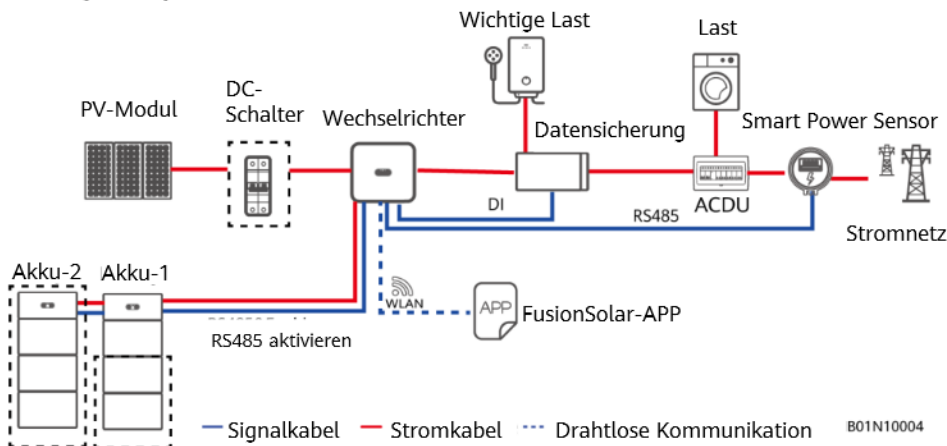 Wichtige Last
Last
DC-
Schalter
PV-Modul
Wechselrichter
Datensicherung
Smart Power Sensor
DI
RS485
ACDU
Stromnetz
Akku-2
Akku-1
WLAN
APP
FusionSolar-APP
RS485 aktivieren
Signalkabel
Stromkabel
Drahtlose Kommunikation
B01N10004